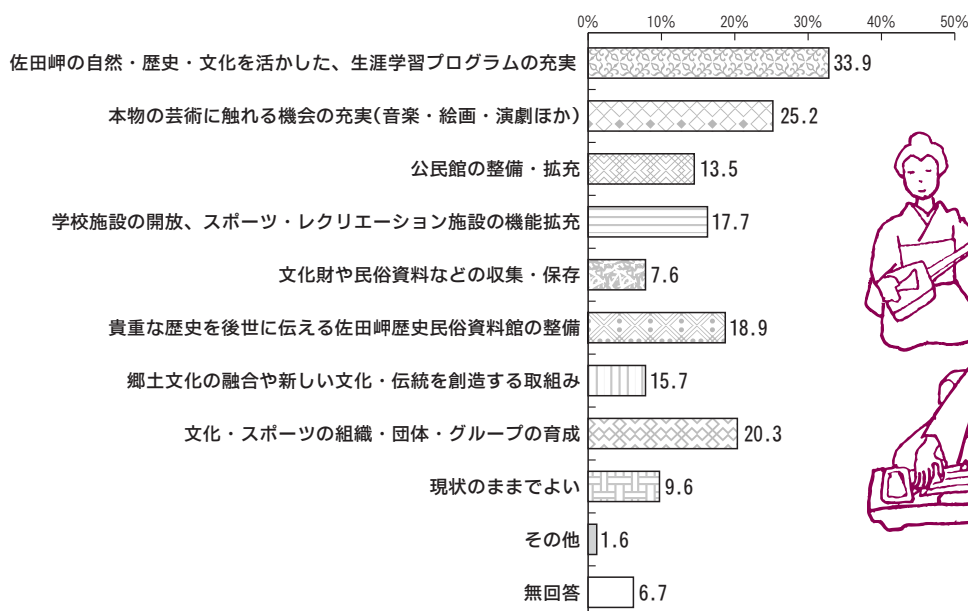 0% 10% 20% 30% 40% 50%
佐田岬の自然・歴史・文化を活かした、生涯学習プログラムの充実 33.9
本物の芸術に触れる機会の充実(音楽・絵画・演劇ほか) 25.2
公民館の整備・拡充 13.5
学校施設の開放、スポーツ・レクリエーション施設の機能拡充 17.7
文化財や民俗資料などの収集・保存 7.6
貴重な歴史を後世に伝える佐田岬歴史民俗資料館の整備 18.9
郷土文化の融合や新しい文化・伝統を創造する取組み 15.7
文化・スポーツの組織・団体・グループの育成 20.3
現状のままでよい 9.6
その他 1.6
無回答 6.7